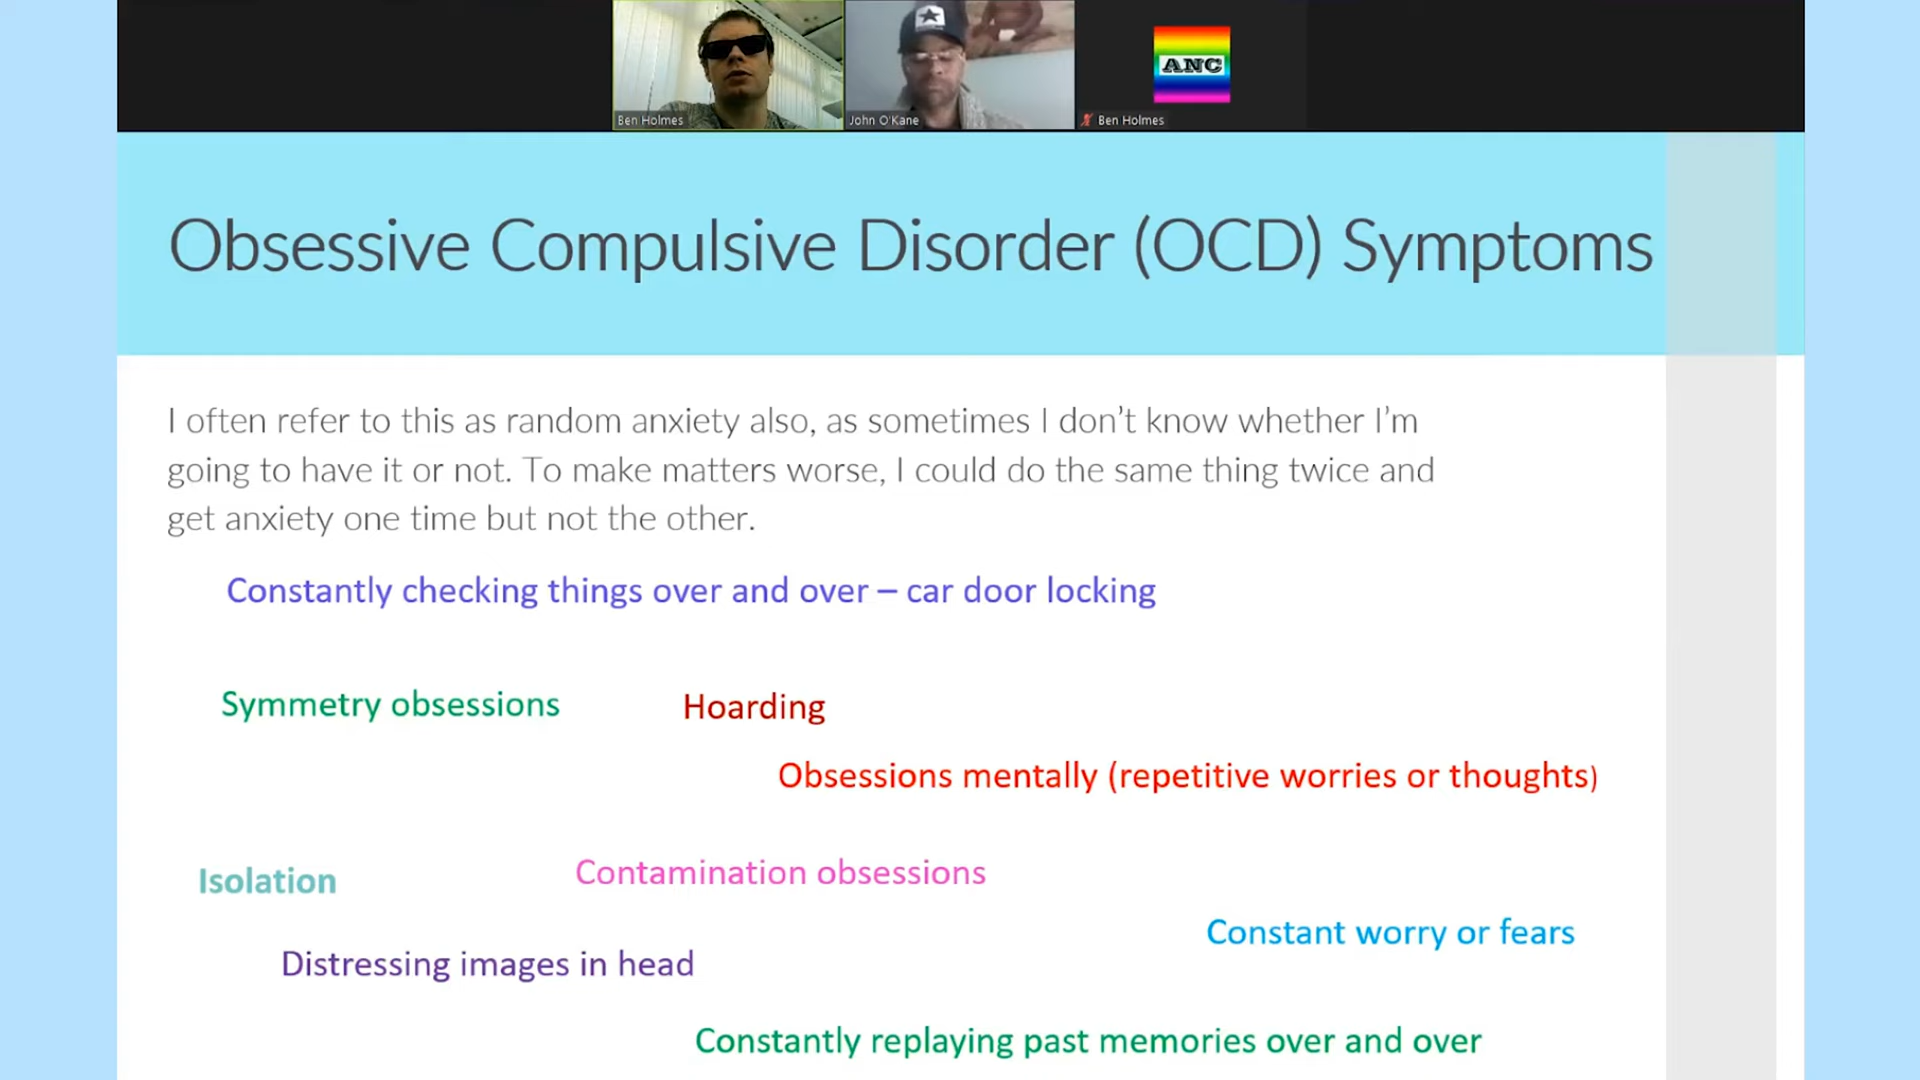 ANC
Ben Holmes
John O'Kane
Ben Holmes
Obsessive Compulsive Disorder (OCD) Symptoms
I often refer to this as random anxiety also, as sometimes I don’t know whether I’m
going to have it or not. To make matters worse, I could do the same thing twice and
get anxiety one time but not the other.
Constantly checking things over and over – car door locking
Symmetry obsessions
Hoarding
Obsessions mentally (repetitive worries or thoughts)
Isolation
Contamination obsessions
Constant worry or fears
Distressing images in head
Constantly replaying past memories over and over